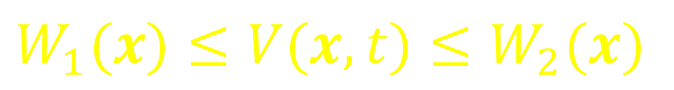 W₁(x) ≤ V(x, t) ≤ W₂(x)